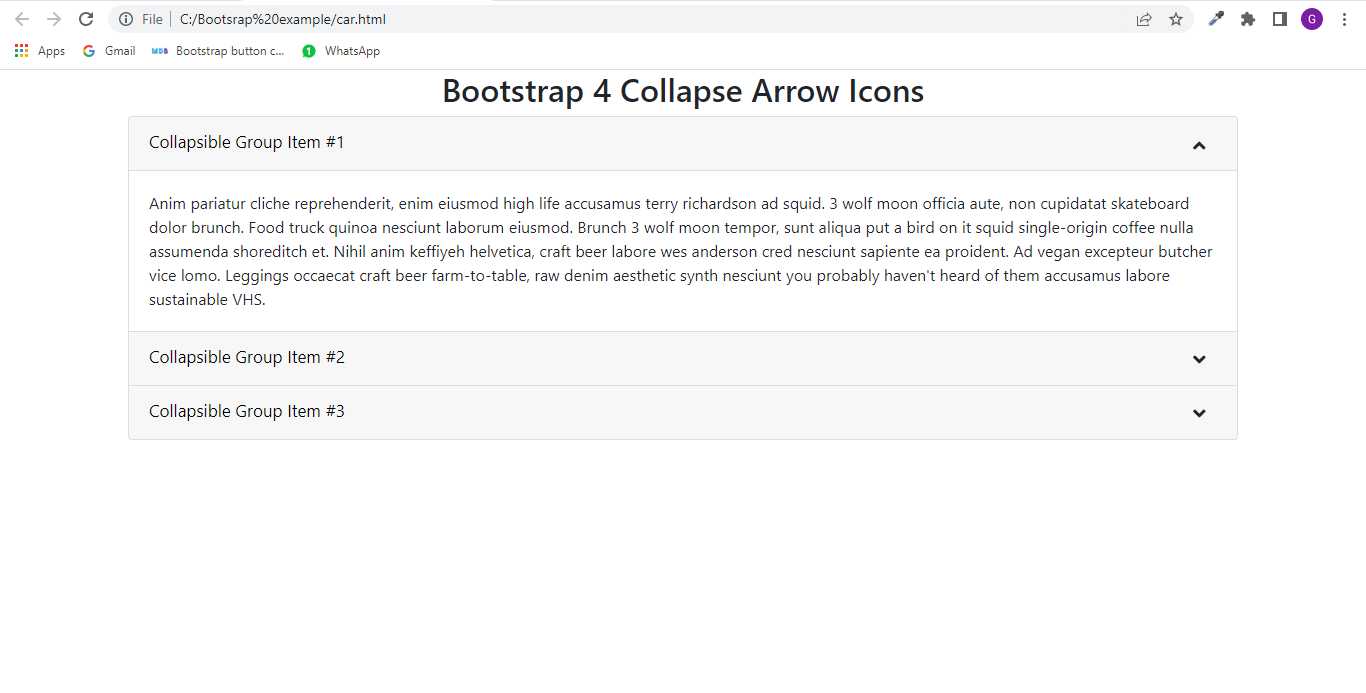 File C:/Bootsrap%20example/car.html G
Apps Gmail MDB Bootstrap button c... 1 WhatsApp
Bootstrap 4 Collapse Arrow Icons
Collapsible Group Item #1
Anim pariatur cliche reprehenderit, enim eiusmod high life accusamus terry richardson ad squid. 3 wolf moon officia aute, non cupidatat skateboard
dolor brunch. Food truck quinoa nesciunt laborum eiusmod. Brunch 3 wolf moon tempor, sunt aliqua put a bird on it squid single-origin coffee nulla
assumenda shoreditch et. Nihil anim keffiyeh helvetica, craft beer labore wes anderson cred nesciunt sapiente ea proident. Ad vegan excepteur butcher
vice lomo. Leggings occaecat craft beer farm-to-table, raw denim aesthetic synth nesciunt you probably haven't heard of them accusamus labore
sustainable VHS.
Collapsible Group Item #2
Collapsible Group Item #3